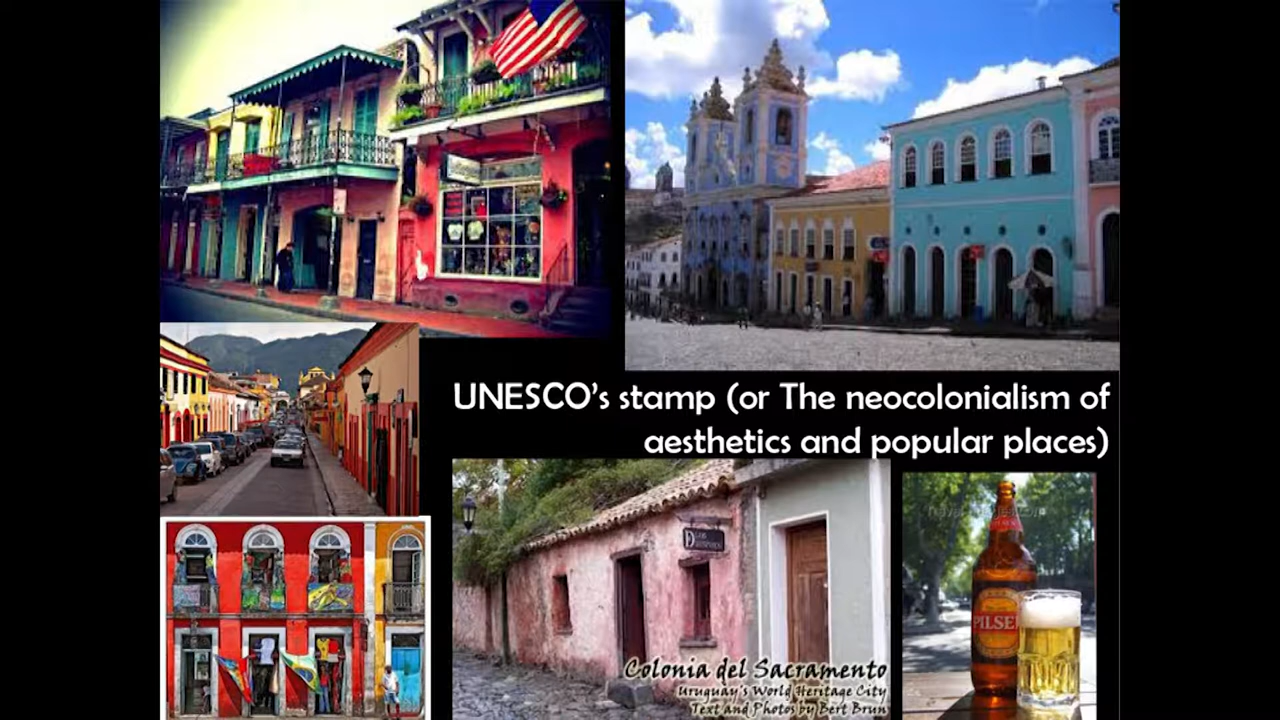 UNESCO's stamp (or The neocolonialism of
aesthetics and popular places)
Colonia del Sacramento
Uruguay's World Heritage City
Text and Photos by Bert Brun
PILSE